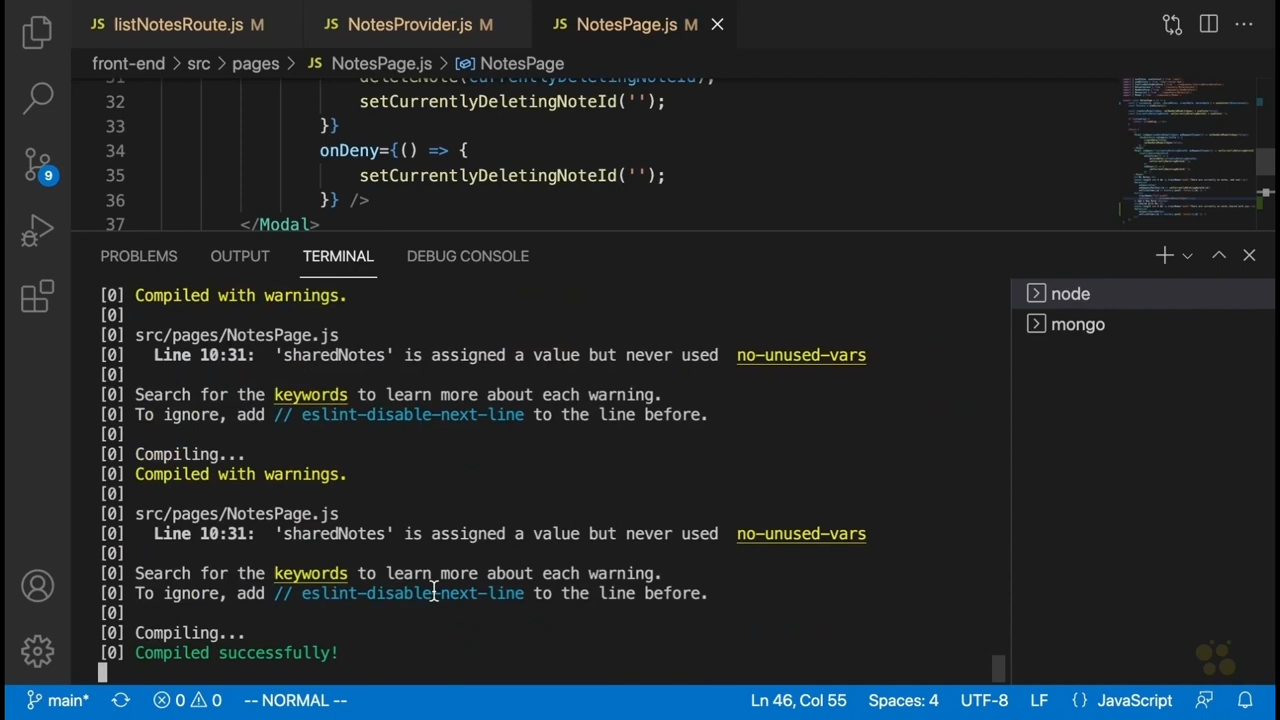 JS listNotesRoute.js M JS NotesProvider.js M JS NotesPage.js M
front-end > src > pages > JS NotesPage.js > NotesPage
31 deleteNote(currentlyDeletingNoteId);
32 setCurrentlyDeletingNoteId('');
33 }}
34 onDeny={() => {
35 setCurrentlyDeletingNoteId('');
36 }} />
37 </Modal>
PROBLEMS OUTPUT TERMINAL DEBUG CONSOLE
[0] Compiled with warnings.
[0]
[0] src/pages/NotesPage.js
[0] Line 10:31: 'sharedNotes' is assigned a value but never used no-unused-vars
[0]
[0] Search for the keywords to learn more about each warning.
[0] To ignore, add // eslint-disable-next-line to the line before.
[0]
[0] Compiling...
[0] Compiled with warnings.
[0]
[0] src/pages/NotesPage.js
[0] Line 10:31: 'sharedNotes' is assigned a value but never used no-unused-vars
[0]
[0] Search for the keywords to learn more about each warning.
[0] To ignore, add // eslint-disable-next-line to the line before.
[0]
[0] Compiling...
[0] Compiled successfully!
node
mongo
9
main* 0 0 -- NORMAL -- Ln 46, Col 55 Spaces: 4 UTF-8 LF {} JavaScript